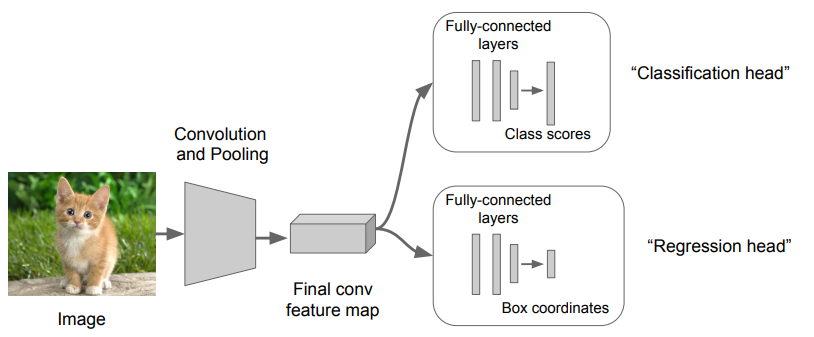 Image
Convolution
and Pooling
Final conv
feature map
Fully-connected
layers
Class scores
“Classification head”
Fully-connected
layers
Box coordinates
“Regression head”